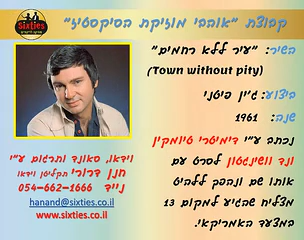 קבוצת "אוהבי מוזיקת הסיקסטיז"
Sixties
השיר: "עיר ללא רחמים"
(Town without pity)
ביצוע: ג'ין פיטני
שנה: 1961
נכתב ע"י דימיטרי טיומקין
ונד וושינגטון לסרט עם
אותו שם ונהפך ללהיט
מצליח שהגיע למקום 13
במצעד האמריקאי.
וידאו, סאונד ותרגום ע"י
חנן דרורי תקליטן וידאו
נייד 054-662-1666
hanand@sixties.co.il
www.sixties.co.il